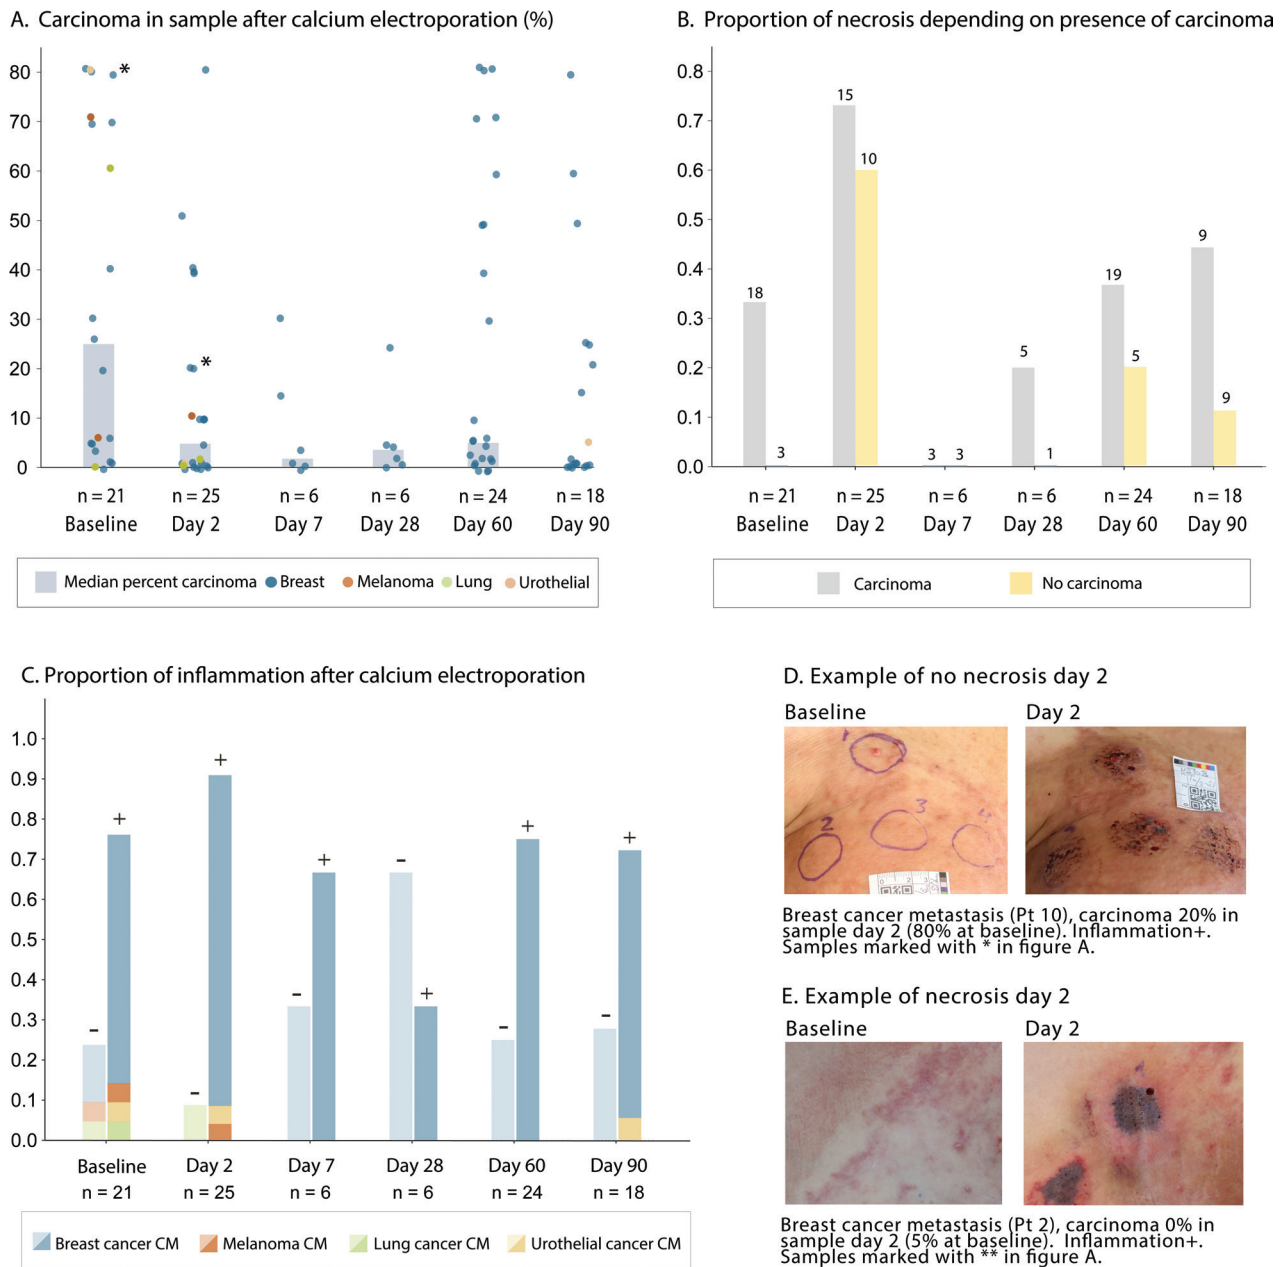 A. Carcinoma in sample after calcium electroporation (%)
80
70
60
50
40
30
20
10
0
*
*
n = 21 n = 25 n = 6 n = 6 n = 24 n = 18
Baseline Day 2 Day 7 Day 28 Day 60 Day 90
Median percent carcinoma Breast Melanoma Lung Urothelial
B. Proportion of necrosis depending on presence of carcinoma
0.8
0.7
0.6
0.5
0.4
0.3
0.2
0.1
0.0
18 3 15 10 3 3 5 1 19 5 9 9
n = 21 n = 25 n = 6 n = 6 n = 24 n = 18
Baseline Day 2 Day 7 Day 28 Day 60 Day 90
Carcinoma No carcinoma
C. Proportion of inflammation after calcium electroporation
1.0
0.9
0.8
0.7
0.6
0.5
0.4
0.3
0.2
0.1
0.0
- + - + - + - + - + - +
Baseline Day 2 Day 7 Day 28 Day 60 Day 90
n = 21 n = 25 n = 6 n = 6 n = 24 n = 18
Breast cancer CM Melanoma CM Lung cancer CM Urothelial cancer CM
D. Example of no necrosis day 2
Baseline Day 2
1
2
3
4
0 2 3
Breast cancer metastasis (Pt 10), carcinoma 20% in
sample day 2 (80% at baseline). Inflammation+.
Samples marked with * in figure A.
E. Example of necrosis day 2
Baseline Day 2
Breast cancer metastasis (Pt 2), carcinoma 0% in
sample day 2 (5% at baseline). Inflammation+.
Samples marked with ** in figure A.